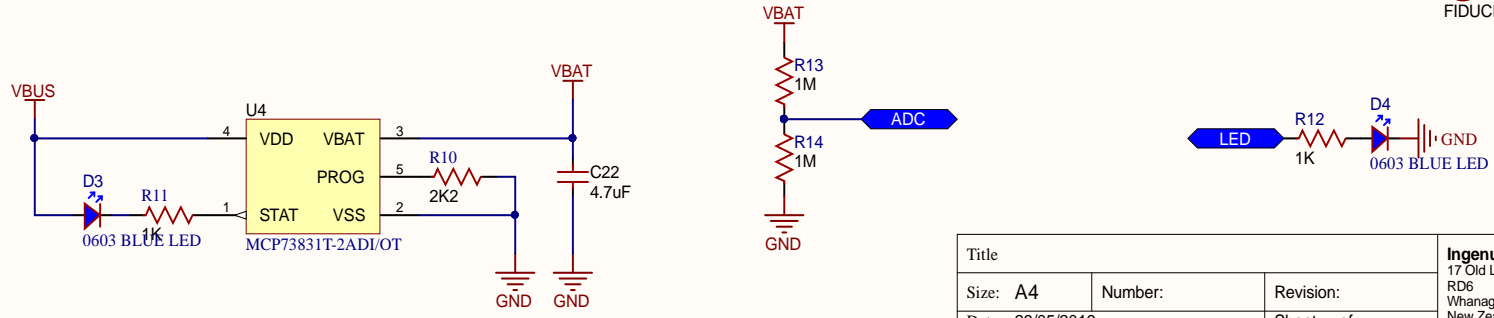 FIDUCI
VBUS
U4
4 VDD
VBAT 3
PROG 5
1 STAT
VSS 2
MCP73831T-2ADI/OT
D3
0603 BLUE LED
R11
1K
R10
2K2
VBAT
C22
4.7uF
GND
GND
VBAT
R13
1M
ADC
R14
1M
GND
LED
R12
1K
D4
GND
0603 BLUE LED
Title
Size: A4
Number:
Revision:
Ingenu
17 Old L
RD6
Whanag